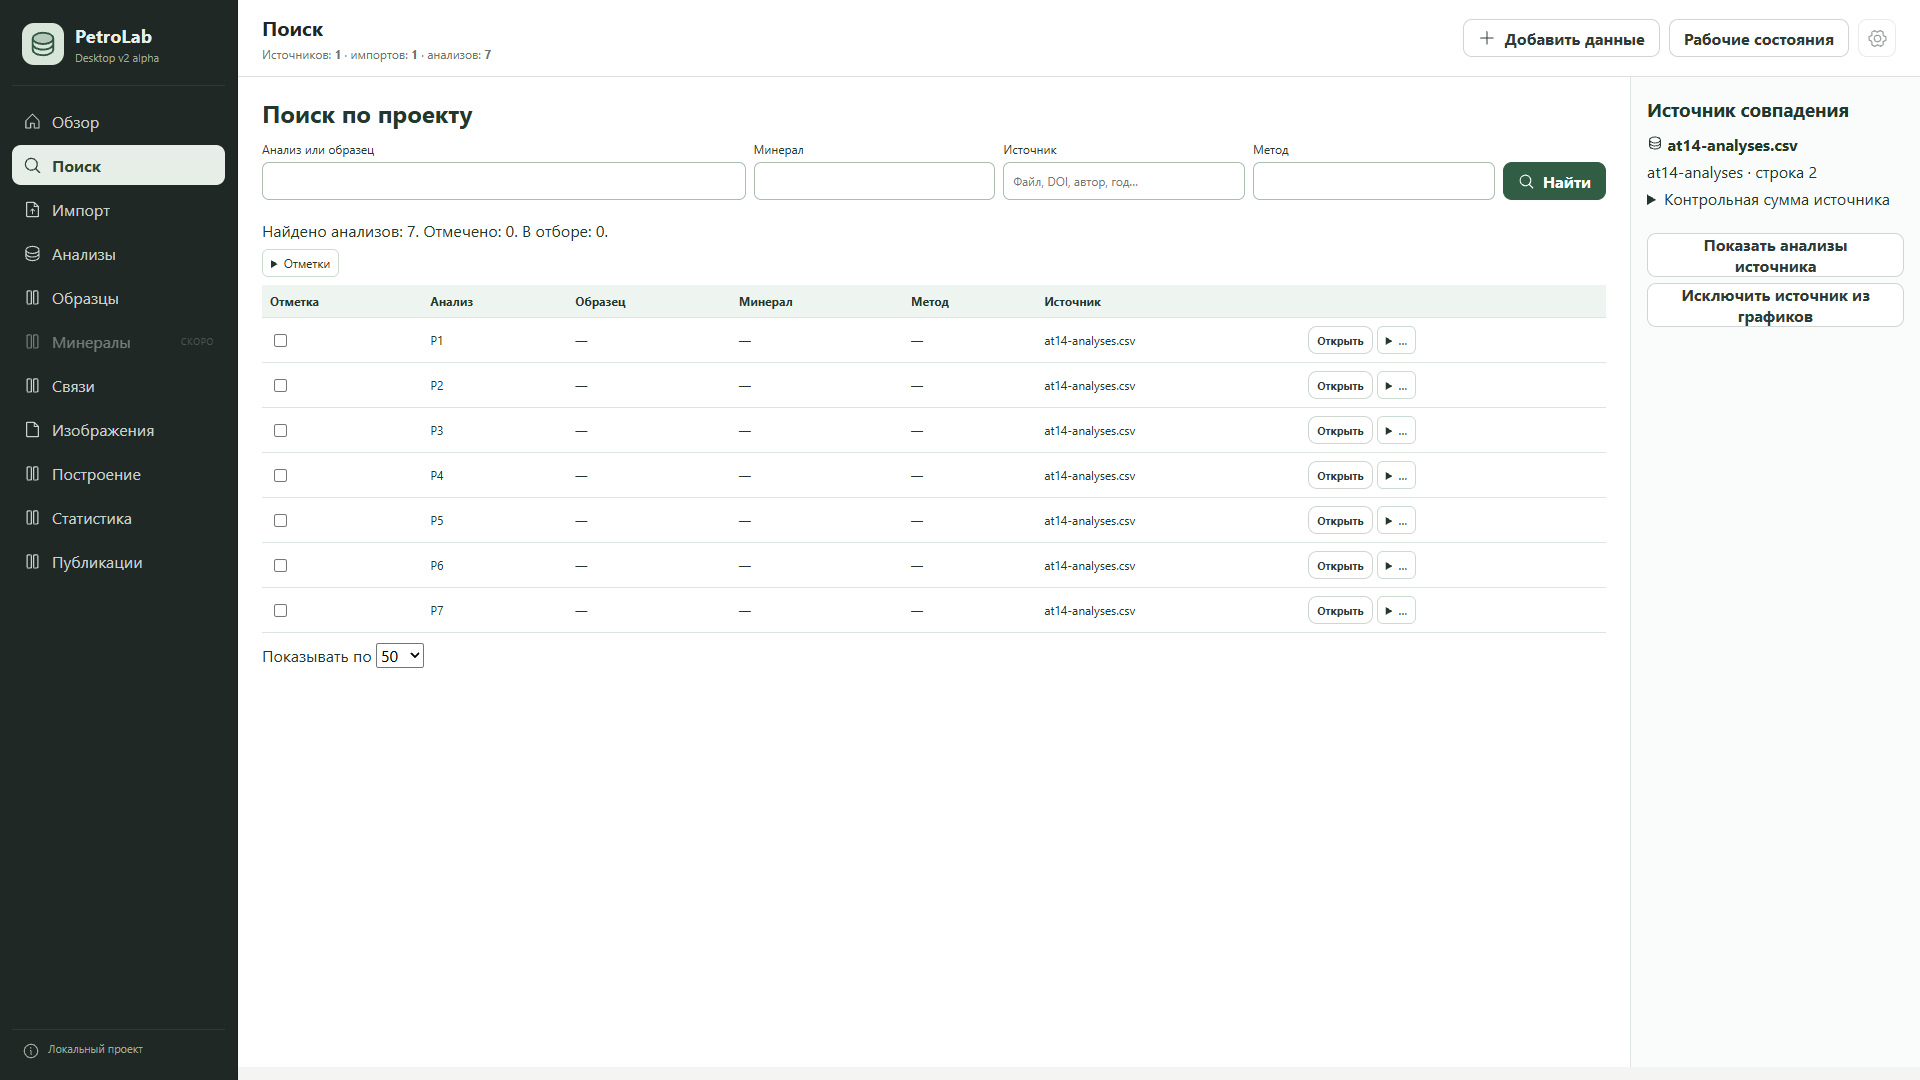 PetroLab
Desktop v2 alpha
Обзор
Поиск
Импорт
Анализы
Образцы
Минералы СКОРО
Связи
Изображения
Построение
Статистика
Публикации
Локальный проект
Поиск
Источников: 1 · импортов: 1 · анализов: 7
Добавить данные
Рабочие состояния
Поиск по проекту
Анализ или образец Минерал Источник Метод
Файл, DOI, автор, год...
Найти
Найдено анализов: 7. Отмечено: 0. В отборе: 0.
▶ Отметки
Отметка Анализ Образец Минерал Метод Источник
P1 — — — at14-analyses.csv Открыть ▶ ...
P2 — — — at14-analyses.csv Открыть ▶ ...
P3 — — — at14-analyses.csv Открыть ▶ ...
P4 — — — at14-analyses.csv Открыть ▶ ...
P5 — — — at14-analyses.csv Открыть ▶ ...
P6 — — — at14-analyses.csv Открыть ▶ ...
P7 — — — at14-analyses.csv Открыть ▶ ...
Показывать по 50
Источник совпадения
at14-analyses.csv
at14-analyses · строка 2
▶ Контрольная сумма источника
Показать анализы
источника
Исключить источник из
графиков